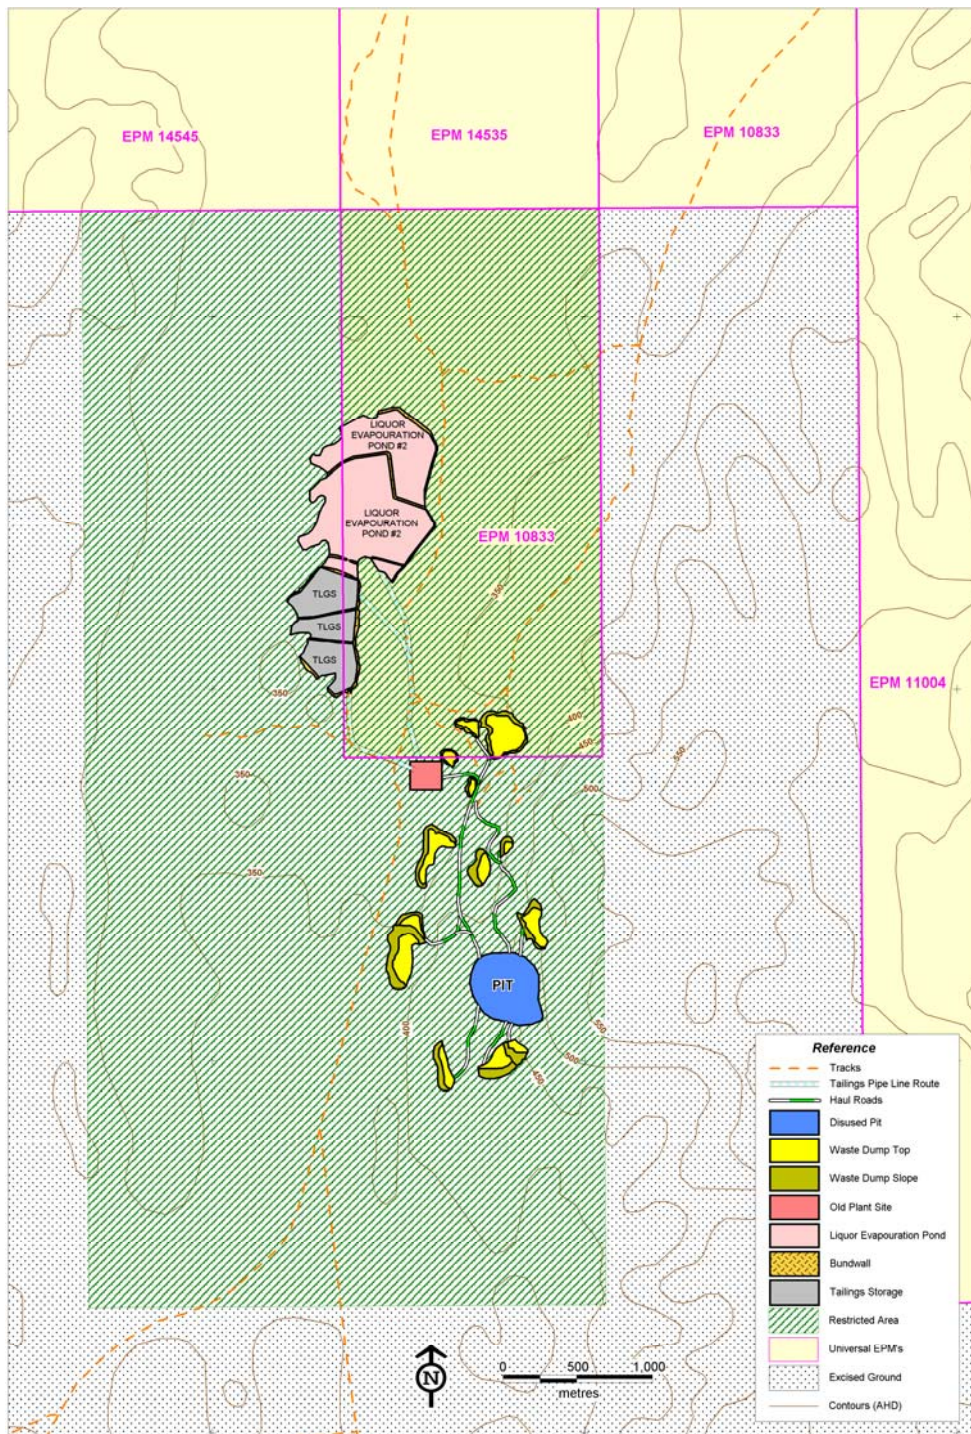 EPM 14545
EPM 14535
EPM 10833
LIQUOR
EVAPOURATION
POND #2
LIQUOR
EVAPOURATION
POND #2
EPM 10833
350
TLGS
TLGS
TLGS
350
EPM 11004
400
450
550
350
500
350
PIT
400
550
500
450
Reference
Tracks
Tailings Pipe Line Route
Haul Roads
Disused Pit
Waste Dump Top
Waste Dump Slope
Old Plant Site
Liquor Evapouration Pond
Bundwall
Tailings Storage
Restricted Area
Universal EPM's
Excised Ground
Contours (AHD)
N
0 500 1,000
metres